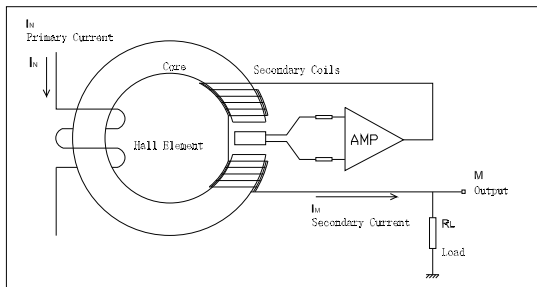 IN
Primary Current
IN
Core
Secondary Coils
Hall Element
AMP
M
Output
IM
Secondary Current
RL
Load